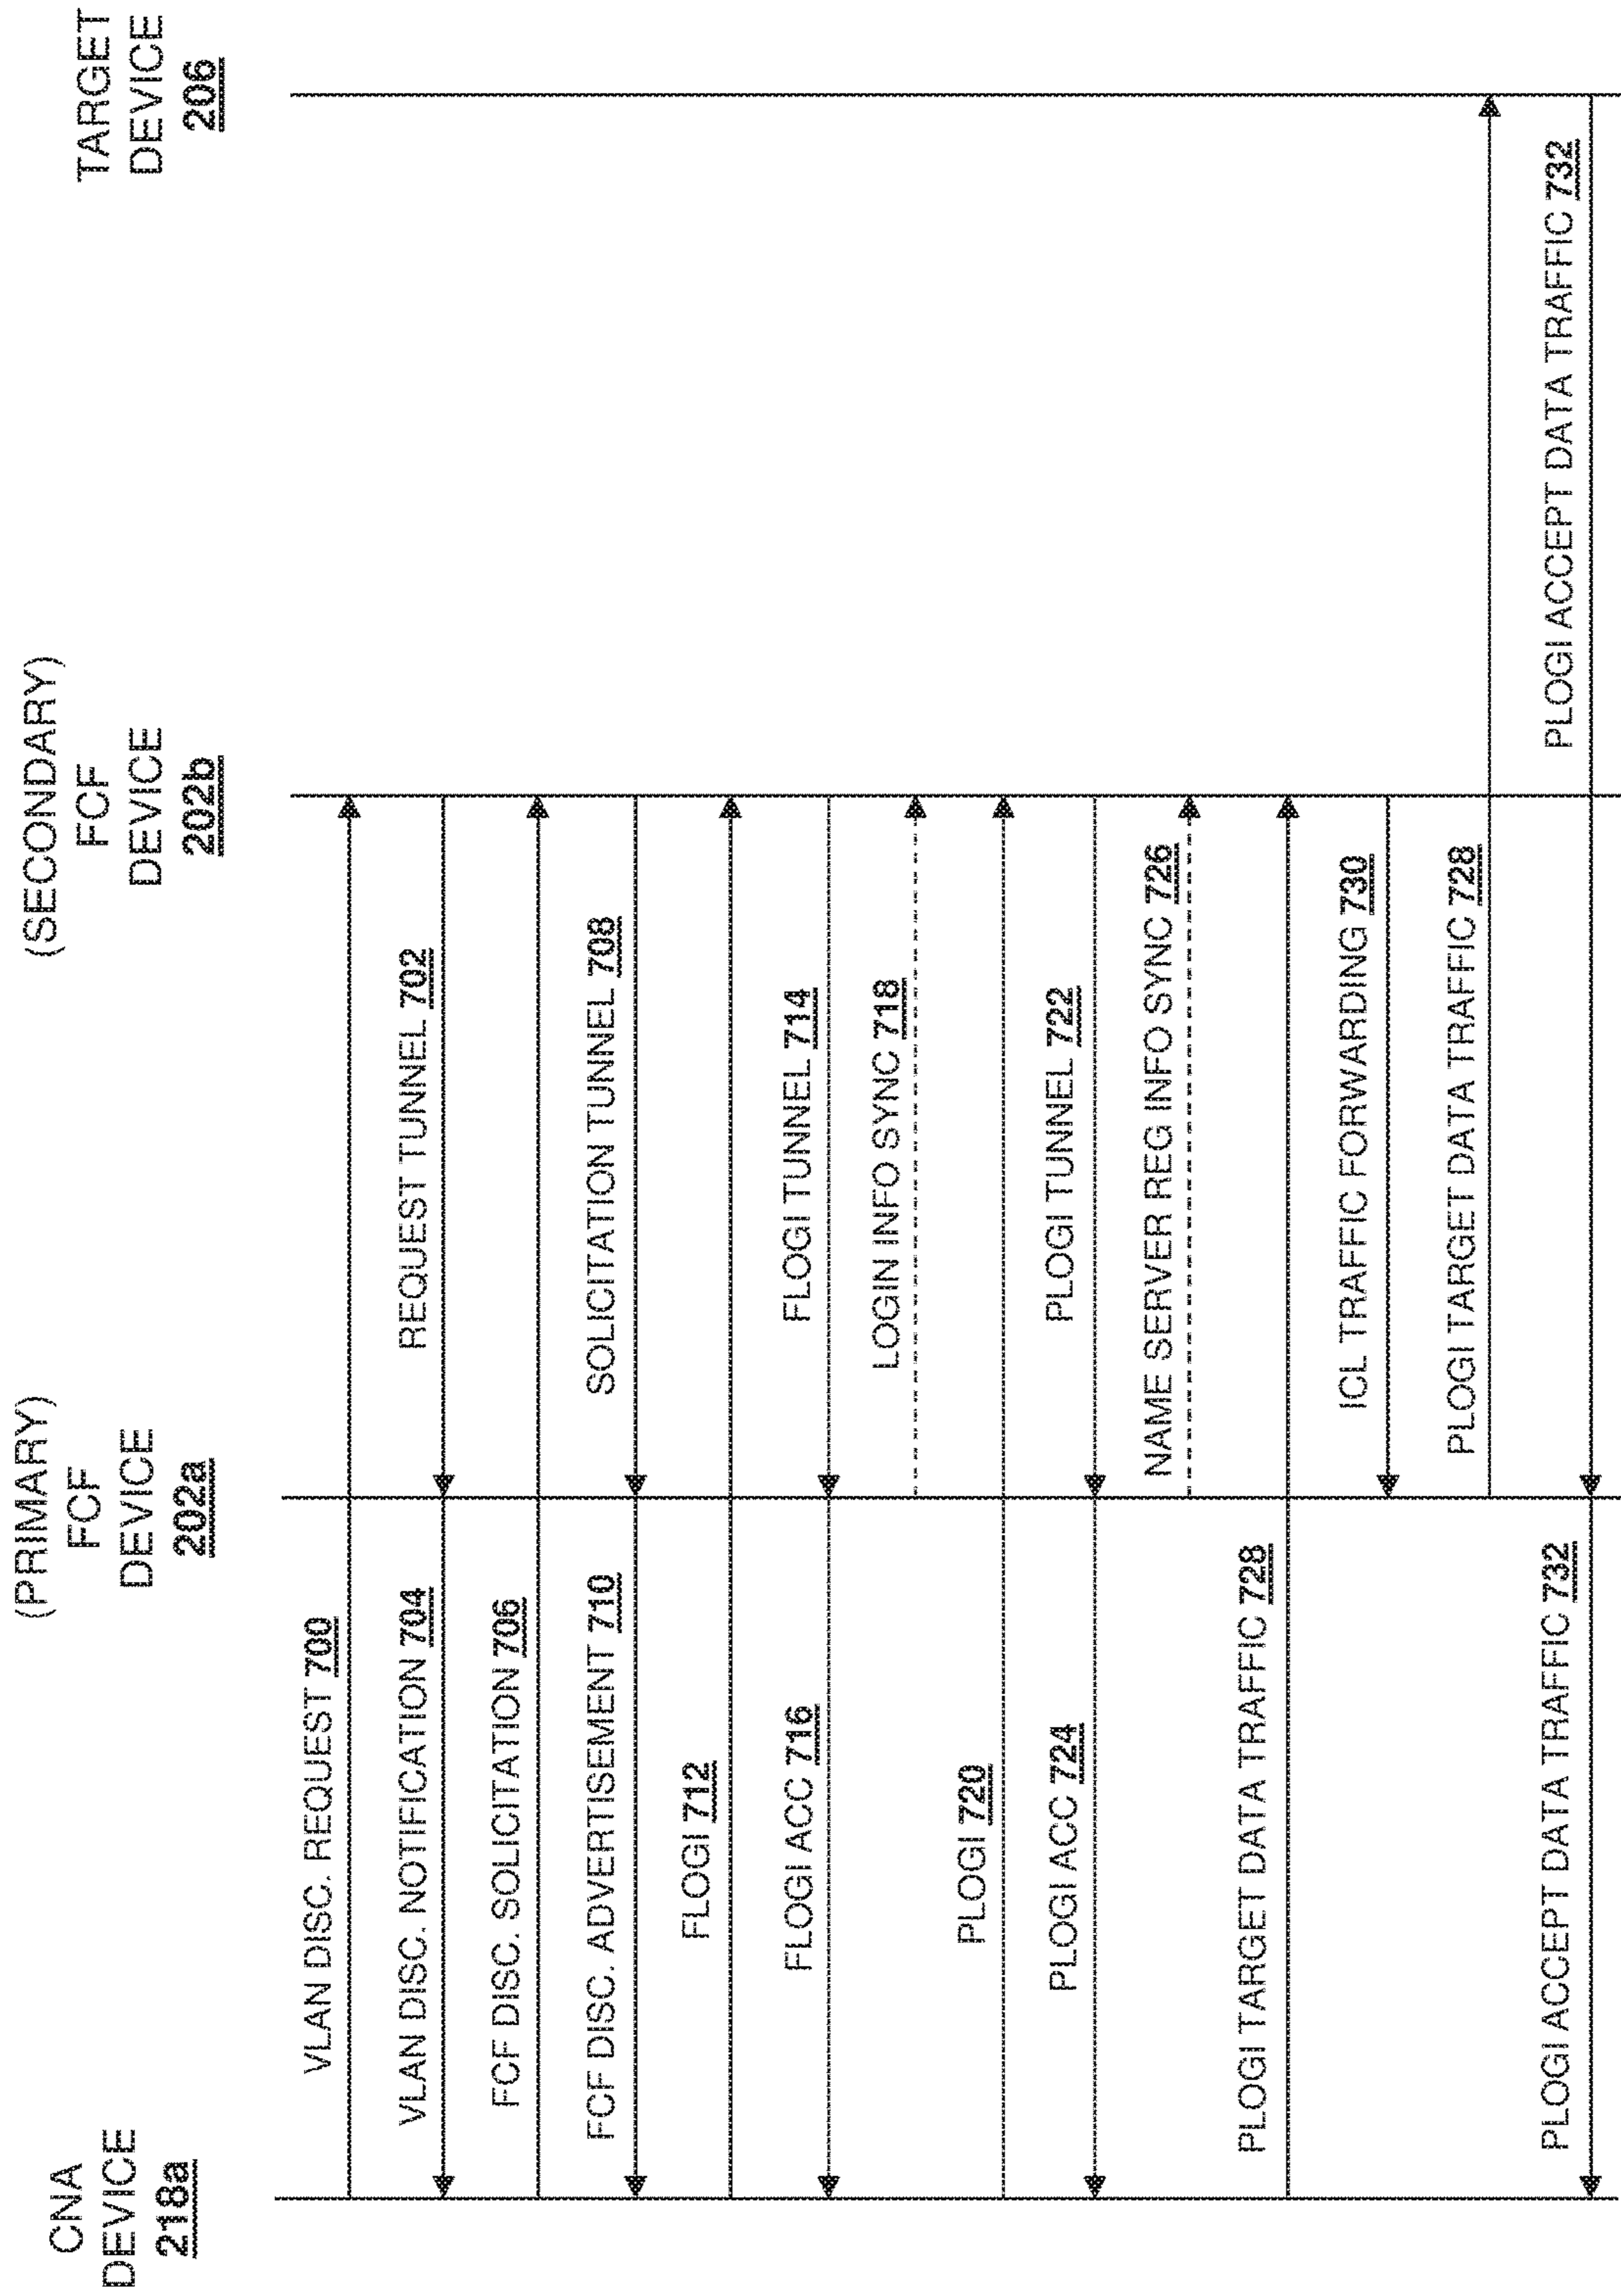 CNA
DEVICE
218a
(PRIMARY)
FCF
DEVICE
202a
(SECONDARY)
FCF
DEVICE
202b
TARGET
DEVICE
206
VLAN DISC. REQUEST 700
VLAN DISC. NOTIFICATION 704
REQUEST TUNNEL 702
FCF DISC. SOLICITATION 706
FCF DISC. ADVERTISEMENT 710
SOLICITATION TUNNEL 708
FLOGI 712
FLOGI ACC 716
FLOGI TUNNEL 714
LOGIN INFO SYNC 718
PLOGI 720
PLOGI ACC 724
PLOGI TUNNEL 722
NAME SERVER REG INFO SYNC 726
PLOGI TARGET DATA TRAFFIC 728
ICL TRAFFIC FORWARDING 730
PLOGI TARGET DATA TRAFFIC 728
PLOGI ACCEPT DATA TRAFFIC 732
PLOGI ACCEPT DATA TRAFFIC 732